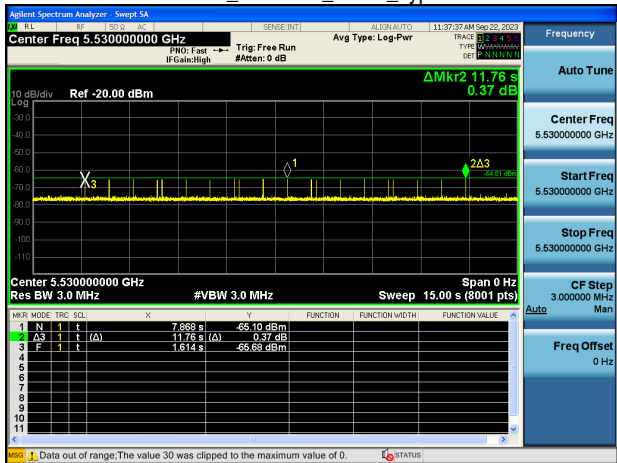 Agilent Spectrum Analyzer - Swept SA
RL RF 50 Ω AC SENSE:INT ALIGN AUTO 11:37:37 AM Sep 22, 2023
Center Freq 5.530000000 GHz
PNO: Fast
IFGain:High
Trig: Free Run
#Atten: 0 dB
Avg Type: Log-Pwr
TRACE 1 2 3 4 5 6
TYPE
DET P N N N N N
ΔMkr2 11.76 s
0.37 dB
10 dB/div Ref -20.00 dBm
Log
-30.0
-40.0
-50.0
-60.0
-70.0
-80.0
-90.0
-100
-110
1
2Δ3
-64.81 dBm
3
Center 5.530000000 GHz Span 0 Hz
Res BW 3.0 MHz #VBW 3.0 MHz Sweep 15.00 s (8001 pts)
MKR MODE TRC SCL X Y FUNCTION FUNCTION WIDTH FUNCTION VALUE
1 N 1 t 7.868 s -65.10 dBm
2 Δ3 1 t (Δ) 11.76 s (Δ) 0.37 dB
3 F 1 t 1.614 s -65.68 dBm
4
5
6
7
8
9
10
11
MSG Data out of range;The value 30 was clipped to the maximum value of 0. STATUS
Frequency
Auto Tune
Center Freq
5.530000000 GHz
Start Freq
5.530000000 GHz
Stop Freq
5.530000000 GHz
CF Step
3.000000 MHz
Auto Man
Freq Offset
0 Hz